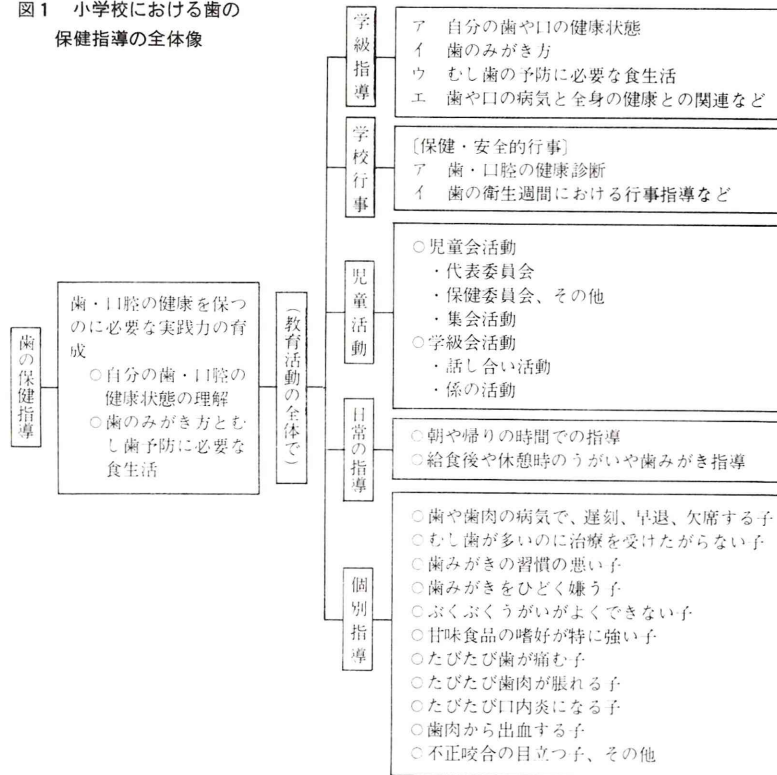 図1 小学校における歯の
保健指導の全体像
歯の保健指導
歯・口腔の健康を保つ
のに必要な実践力の育
成
○自分の歯・口腔の
健康状態の理解
○歯のみがき方とむ
し歯予防に必要な
食生活
（教育活動の全体で）
学級指導
ア 自分の歯や口の健康状態
イ 歯のみがき方
ウ むし歯の予防に必要な食生活
エ 歯や口の病気と全身の健康との関連など
学校行事
〔保健・安全的行事〕
ア 歯・口腔の健康診断
イ 歯の衛生週間における行事指導など
児童活動
○児童会活動
・代表委員会
・保健委員会、その他
・集会活動
○学級会活動
・話し合い活動
・係の活動
日常の指導
○朝や帰りの時間での指導
○給食後や休憩時のうがいや歯みがき指導
個別指導
○歯や歯肉の病気で、遅刻、早退、欠席する子
○むし歯が多いのに治療を受けたがらない子
○歯みがきの習慣の悪い子
○歯みがきをひどく嫌う子
○ぶくぶくうがいがよくできない子
○甘味食品の嗜好が特に強い子
○たびたび歯が痛む子
○たびたび歯肉が腫れる子
○たびたび口内炎になる子
○歯肉から出血する子
○不正咬合の目立つ子、その他